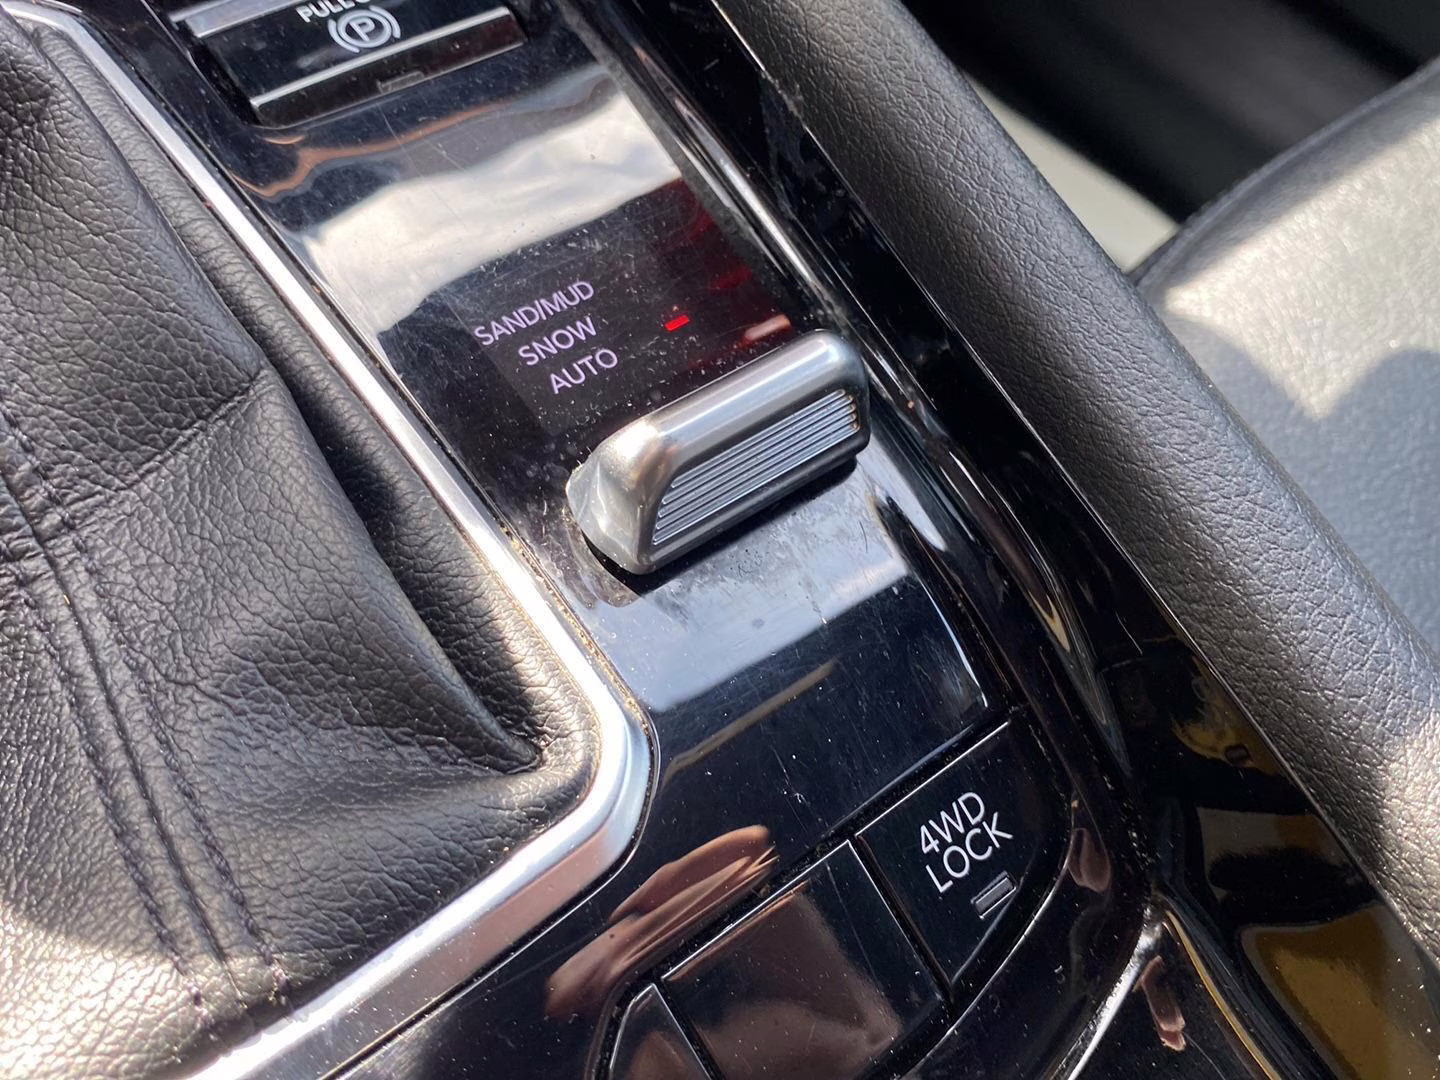 PULL
P
SAND/MUD
SNOW
AUTO
4WD
LOCK